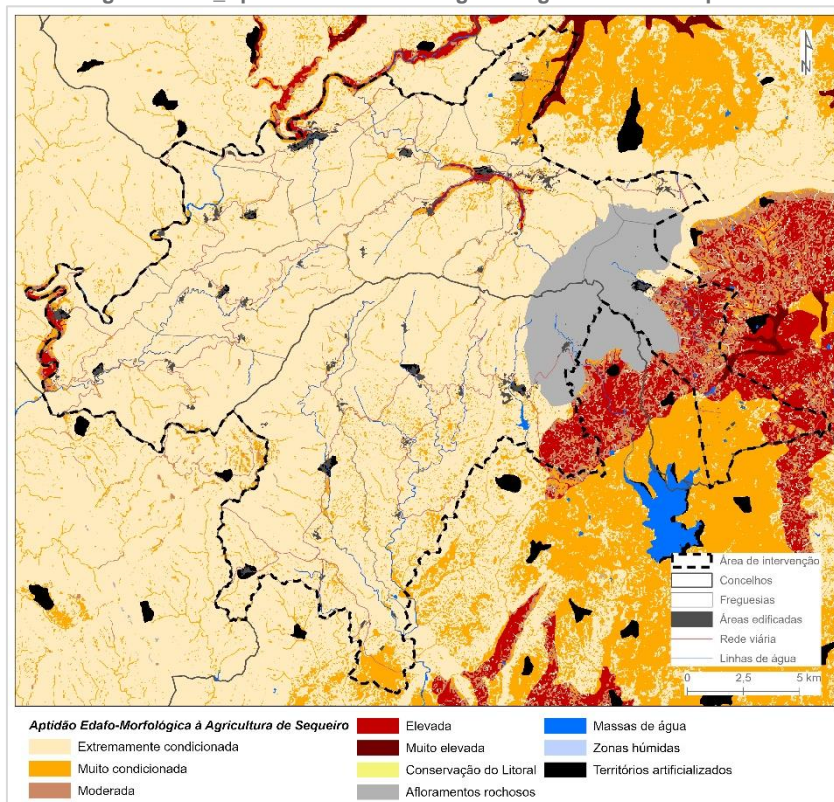 N
Área de intervenção
Concelhos
Freguesias
Áreas edificadas
Rede viária
Linhas de água
0 2,5 5 km
Aptidão Edafo-Morfológica à Agricultura de Sequeiro
Extremamente condicionada
Muito condicionada
Moderada
Elevada
Muito elevada
Conservação do Litoral
Afloramentos rochosos
Massas de água
Zonas húmidas
Territórios artificializados